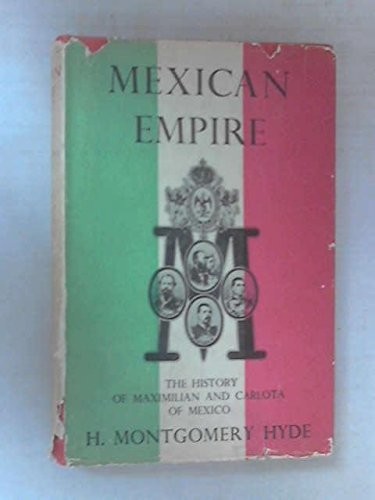 MEXICAN
EMPIRE
M
THE HISTORY
OF MAXIMILIAN AND CARLOTA
OF MEXICO
H. MONTGOMERY HYDE